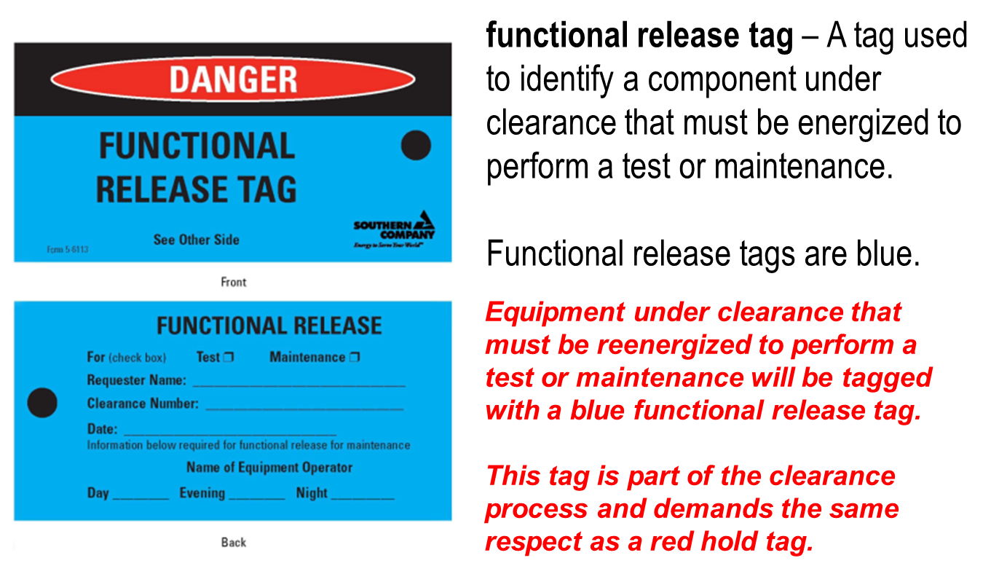 DANGER
FUNCTIONAL
RELEASE TAG
See Other Side
Form 5-6113
SOUTHERN
COMPANY
Energy to Serve Your World™
Front
FUNCTIONAL RELEASE
For (check box) Test ❒ Maintenance ❒
Requester Name: ______________________________
Clearance Number: ____________________________
Date: ______________________________
Information below required for functional release for maintenance
Name of Equipment Operator
Day ________ Evening ________ Night _________
Back
functional release tag – A tag used
to identify a component under
clearance that must be energized to
perform a test or maintenance.
Functional release tags are blue.
Equipment under clearance that
must be reenergized to perform a
test or maintenance will be tagged
with a blue functional release tag.
This tag is part of the clearance
process and demands the same
respect as a red hold tag.